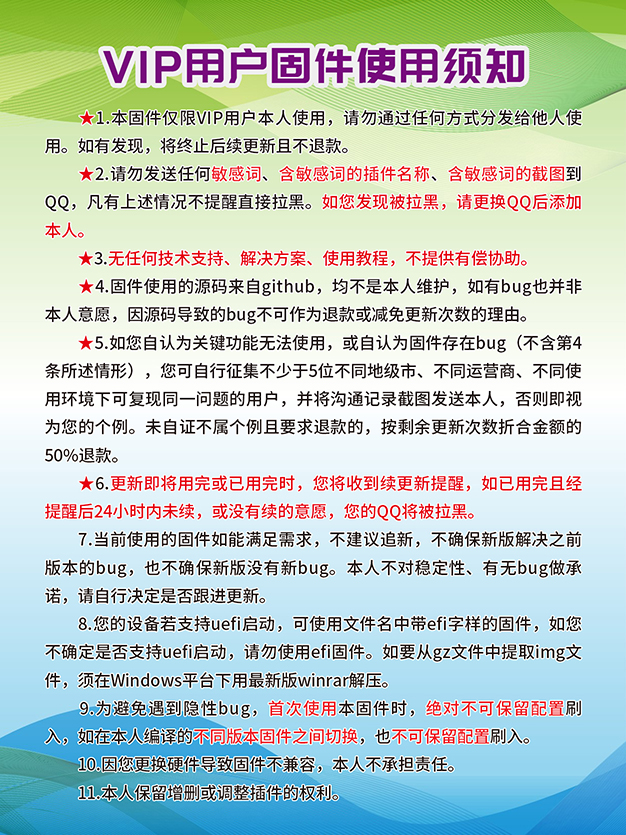 VIP用户固件使用须知
★1.本固件仅限VIP用户本人使用，请勿通过任何方式分发给他人使
用。如有发现，将终止后续更新且不退款。
★2.请勿发送任何敏感词、含敏感词的插件名称、含敏感词的截图到
QQ，凡有上述情况不提醒直接拉黑。如您发现被拉黑，请更换QQ后添加
本人。
★3.无任何技术支持、解决方案、使用教程，不提供有偿协助。
★4.固件使用的源码来自github，均不是本人维护，如有bug也并非
本人意愿，因源码导致的bug不可作为退款或减免更新次数的理由。
★5.如您自认为关键功能无法使用，或自认为固件存在bug（不含第4
条所述情形），您可自行征集不少于5位不同地级市、不同运营商、不同使
用环境下可复现同一问题的用户，并将沟通记录截图发送本人，否则即视
为您的个例。未自证不属个例且要求退款的，按剩余更新次数折合金额的
50%退款。
★6.更新即将用完或已用完时，您将收到续更新提醒，如已用完且经
提醒后24小时内未续，或没有续的意愿，您的QQ将被拉黑。
7.当前使用的固件如能满足需求，不建议追新，不确保新版解决之前
版本的bug，也不确保新版没有新bug。本人不对稳定性、有无bug做承
诺，请自行决定是否跟进更新。
8.您的设备若支持uefi启动，可使用文件名中带efi字样的固件，如您
不确定是否支持uefi启动，请勿使用efi固件。如要从gz文件中提取img文
件，须在Windows平台下用最新版winrar解压。
9.为避免遇到隐性bug，首次使用本固件时，绝对不可保留配置刷
入，如在本人编译的不同版本固件之间切换，也不可保留配置刷入。
10.因您更换硬件导致固件不兼容，本人不承担责任。
11.本人保留增删或调整插件的权利。